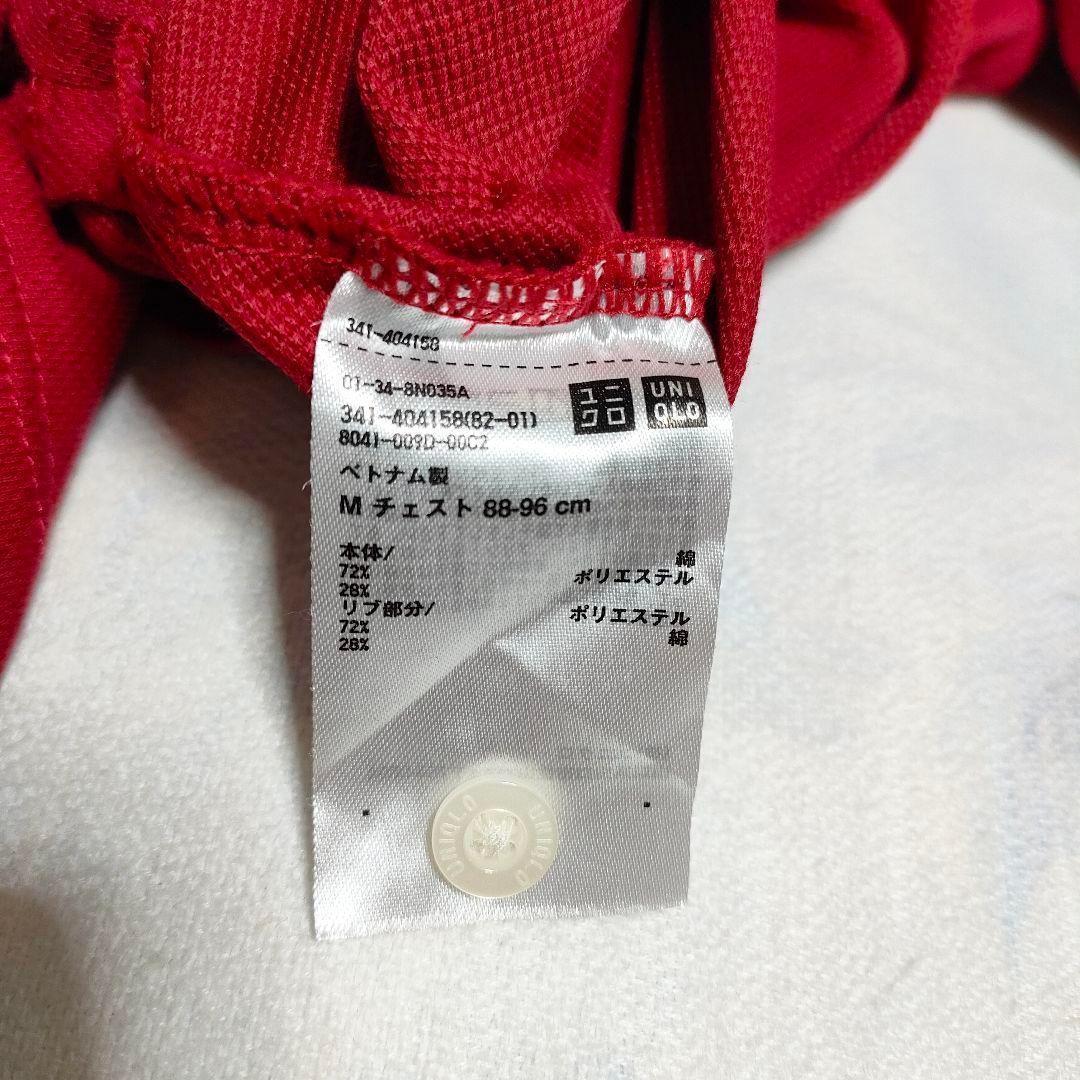 341-404158
01-34-8N035A
341-404158(82-01)
8041-009D-00C2
ユニクロ
UNI
QLO
ベトナム製
M チェスト 88-96 cm
本体/
72% 綿
28% ポリエステル
リブ部分/
72% ポリエステル
28% 綿
UNIQLO UNIQLO